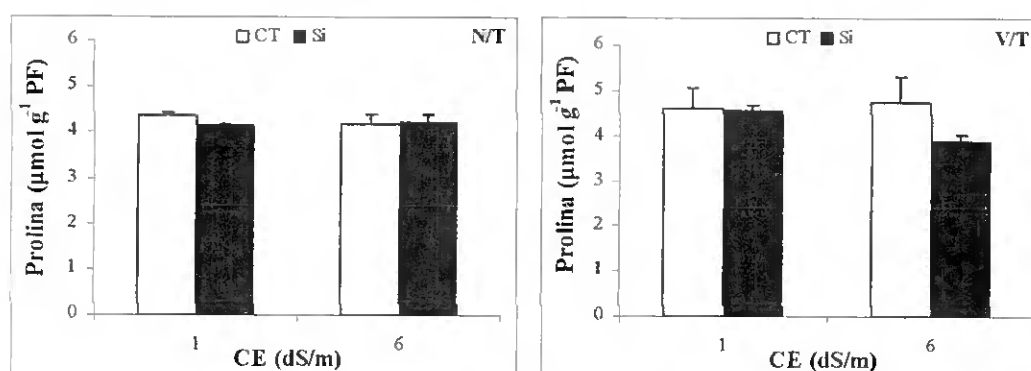 CT Si N/T
6
5
4
3
2
1
0
Prolina (µmol g⁻¹ PF)
1 6
CE (dS/m)
CT Si V/T
6
5
4
3
2
1
0
Prolina (µmol g⁻¹ PF)
1 6
CE (dS/m)